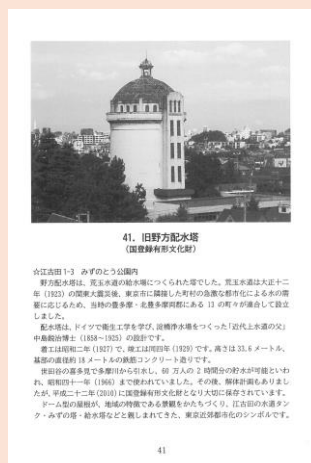 41. 旧野方配水塔
(国登録有形文化財)
☆江古田 1-3 みずのとう公園内
野方配水塔は、荒玉水道の給水場につくられた塔でした。荒玉水道は大正十二
年(1923)の関東大震災後、東京市に隣接した町村の急激な都市化による水の需
要に応じるため、当時の豊多摩・北豊多摩両郡にある 13 の町々が連合して設立
しました。
配水塔は、ドイツで衛生工学を学び、淀橋浄水場をつくった「近代上水道の父」
中島鋭治博士(1858~1925)の設計です。
着工は昭和二年(1927)で、竣工は同四年(1929)です。高さは 33.6 メートル、
基部の直径約 18 メートルの鉄筋コンクリート造りです。
世田谷の喜多見で多摩川から引水し、60 万人の 2 時間分の貯水が可能といわ
れ、昭和四十一年(1966)まで使われていました。その後、解体計画もありまし
たが、平成二十二年(2010)に国登録有形文化財となり大切に保存されています。
ドーム型の屋根が、地域の特徴である景観をかたちづくり、江古田の水道タン
ク・みずの塔・給水塔などと親しまれてきた、東京近郊都市化のシンボルです。
41